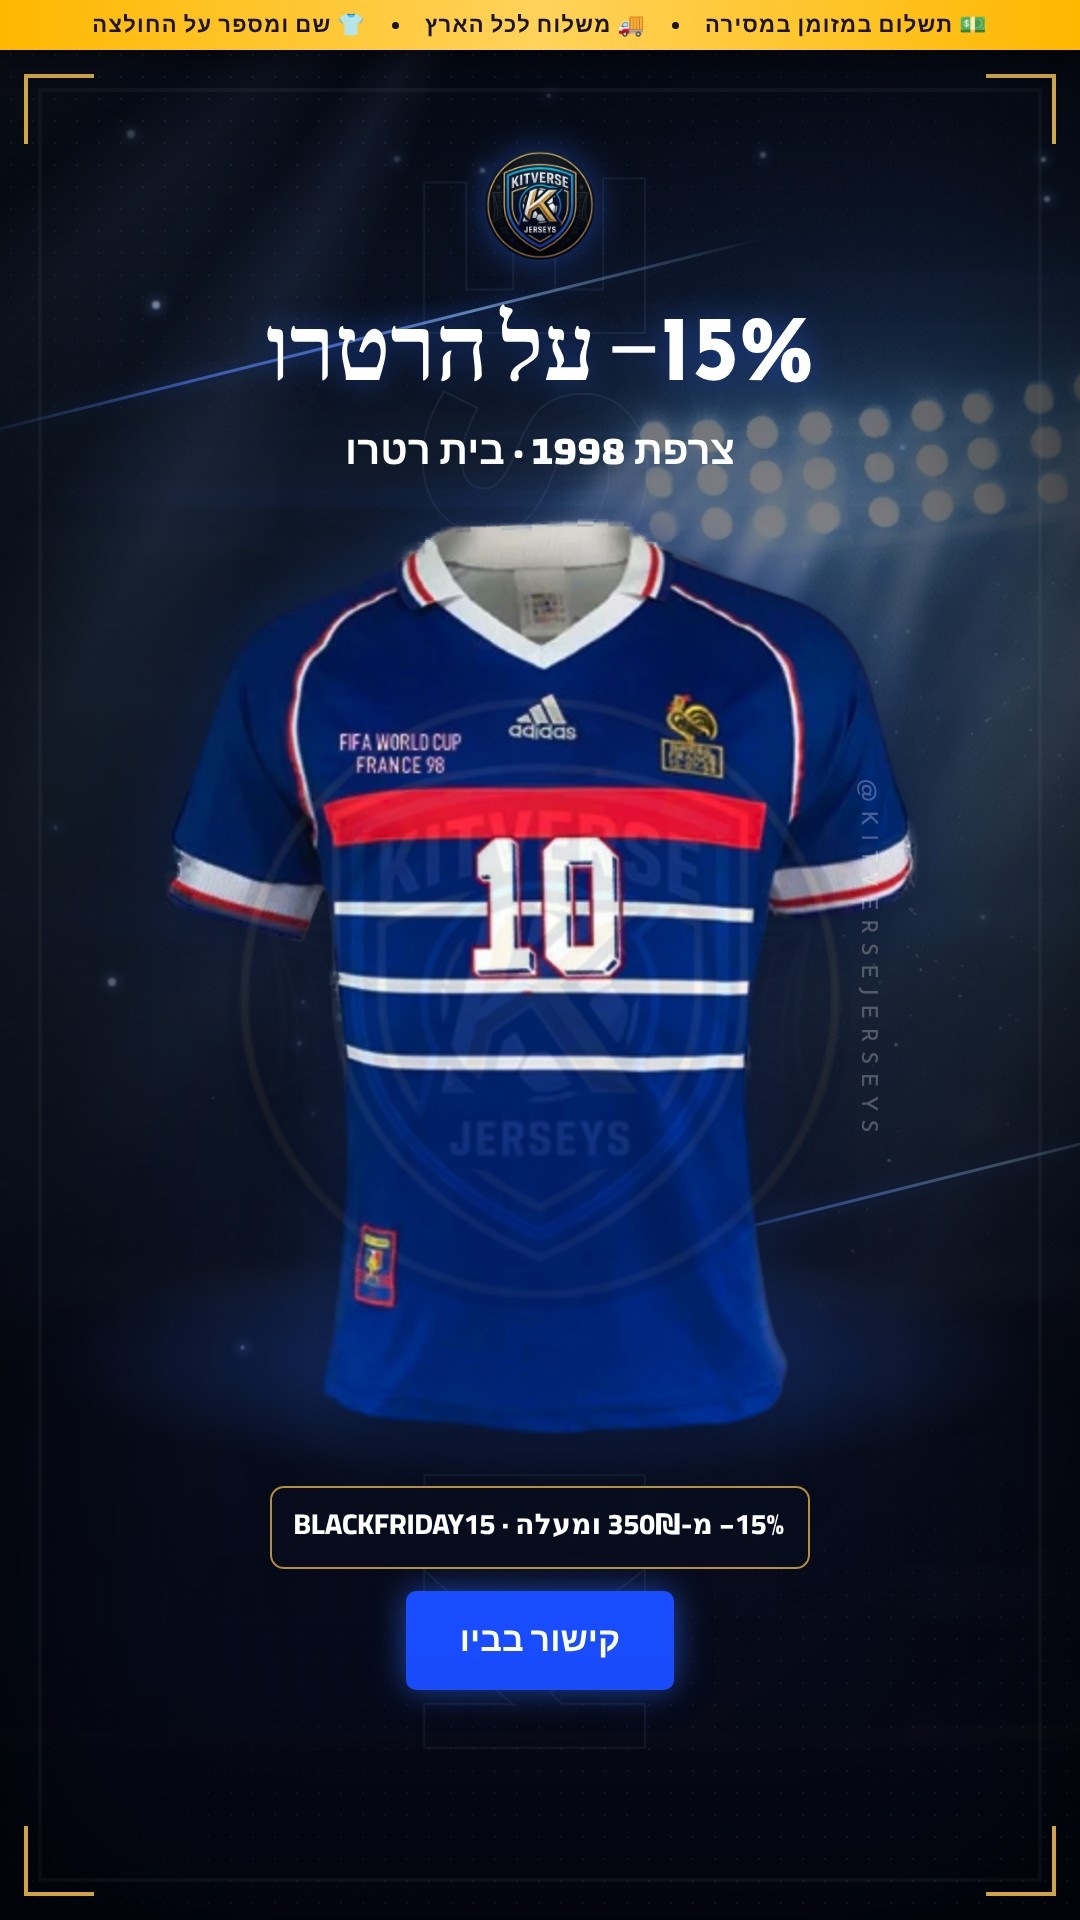 💵 תשלום במזומן במסירה • 🚚 משלוח לכל הארץ • 👕 שם ומספר על החולצה
KITVERSE
K
JERSEYS
15%− על הרטרו
צרפת 1998 · בית רטרו
adidas
FIFA WORLD CUP
FRANCE 98
KITVERSE
10
@KITVERSEJERSEYS
K
JERSEYS
15%− מ-350₪ ומעלה · BLACKFRIDAY15
קישור בביו